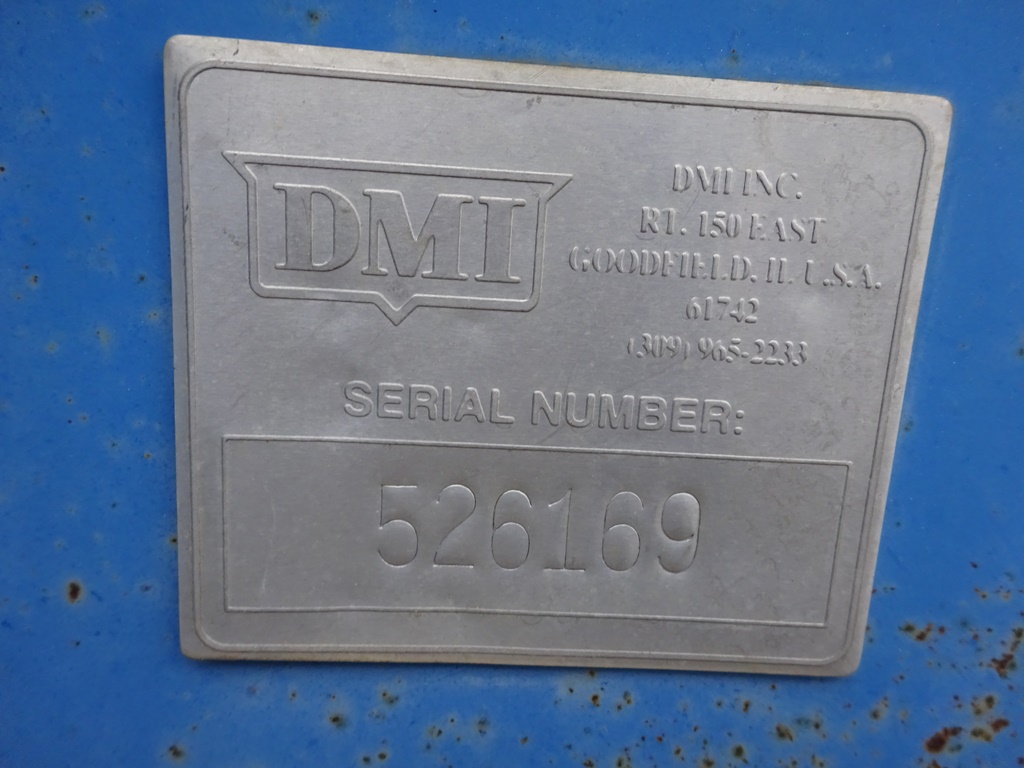 DMI
DMI INC.
RT. 150 EAST
GOODFIELD, IL U.S.A.
61742
(309) 965-2233
SERIAL NUMBER:
526169